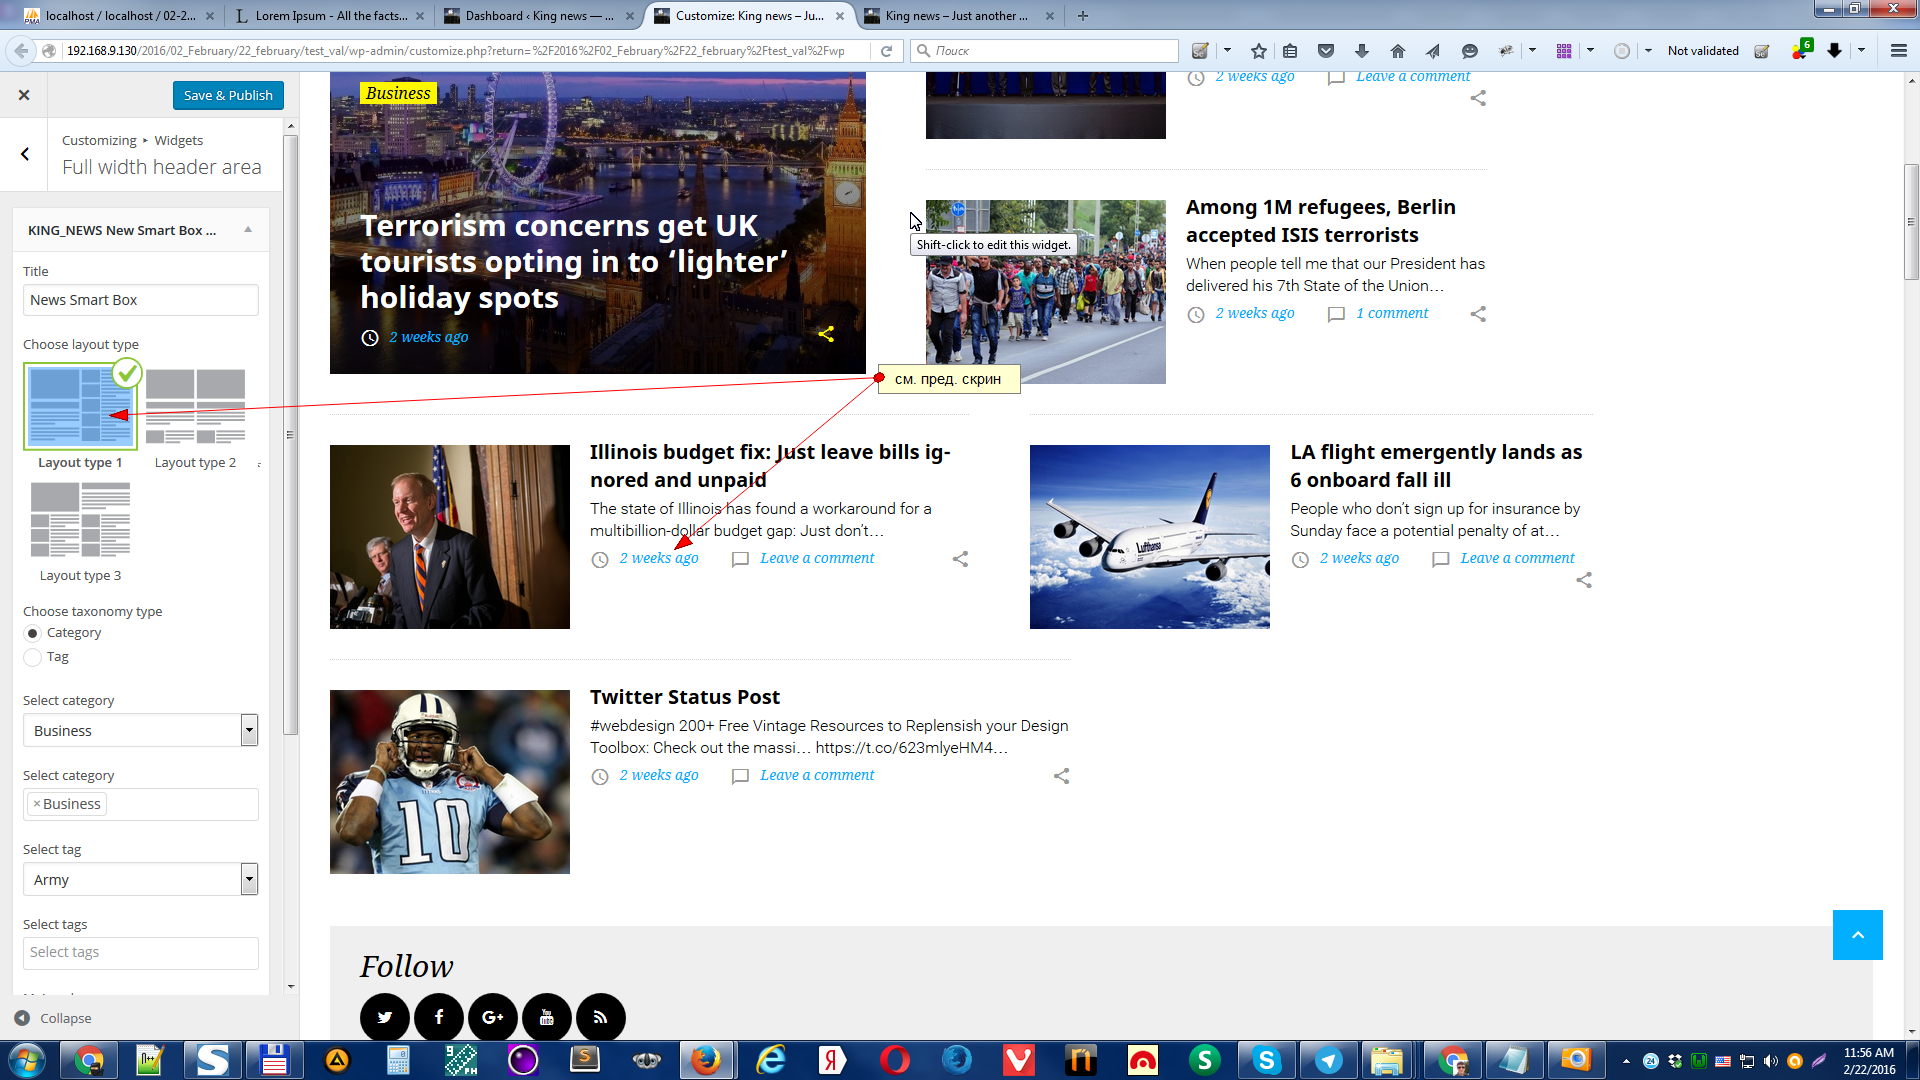 localhost / localhost / 02-2...
Lorem Ipsum - All the facts...
Dashboard ‹ King news — ...
Customize: King news – Ju...
King news – Just another ...
192.168.9.130/2016/02_February/22_february/test_val/wp-admin/customize.php?return=%2F2016%2F02_February%2F22_february%2Ftest_val%2Fwp
Поиск
Not validated
6
Save & Publish
Customizing ▸ Widgets
Full width header area
KING_NEWS New Smart Box ...
Title
News Smart Box
Choose layout type
Layout type 1
Layout type 2
Layout type 3
Choose taxonomy type
Category
Tag
Select category
Business
Select category
×Business
Select tag
Army
Select tags
Select tags
Collapse
Business
Terrorism concerns get UK
tourists opting in to ‘lighter’
holiday spots
2 weeks ago
2 weeks ago
Leave a comment
Among 1M refugees, Berlin
accepted ISIS terrorists
When people tell me that our President has
delivered his 7th State of the Union…
2 weeks ago
1 comment
Shift-click to edit this widget.
см. пред. скрин
Illinois budget fix: Just leave bills ig-
nored and unpaid
The state of Illinois has found a workaround for a
multibillion-dollar budget gap: Just don’t…
2 weeks ago
Leave a comment
LA flight emergently lands as
6 onboard fall ill
People who don’t sign up for insurance by
Sunday face a potential penalty of at…
2 weeks ago
Leave a comment
Lufthansa
Twitter Status Post
#webdesign 200+ Free Vintage Resources to Replensish your Design
Toolbox: Check out the massi… https://t.co/623mlyeHM4…
2 weeks ago
Leave a comment
10
Follow
11:56 AM
2/22/2016